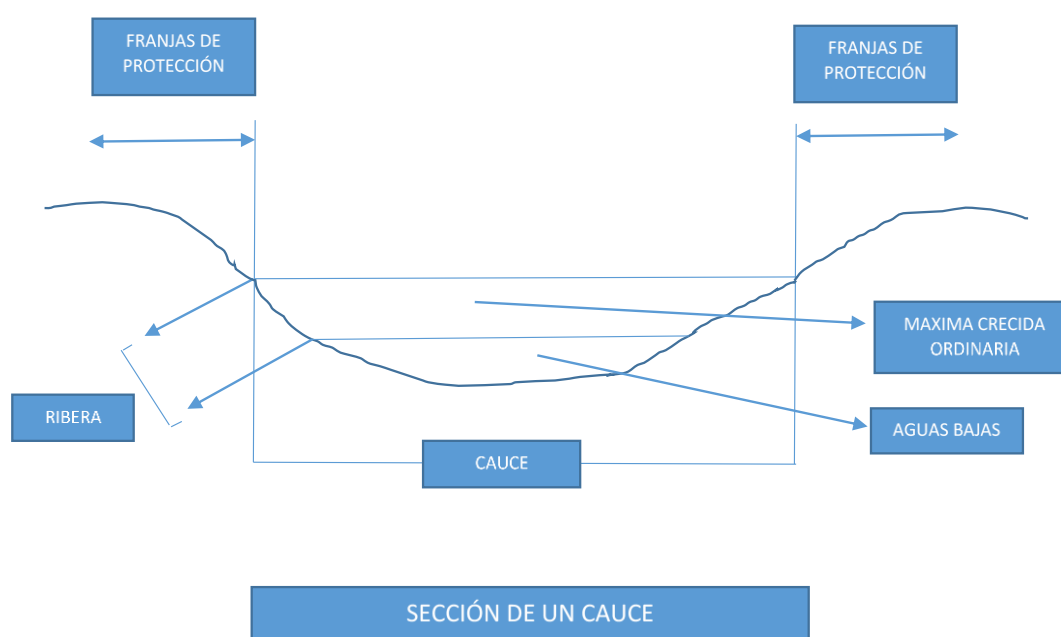 FRANJAS DE
PROTECCIÓN
FRANJAS DE
PROTECCIÓN
MAXIMA CRECIDA
ORDINARIA
RIBERA
AGUAS BAJAS
CAUCE
SECCIÓN DE UN CAUCE